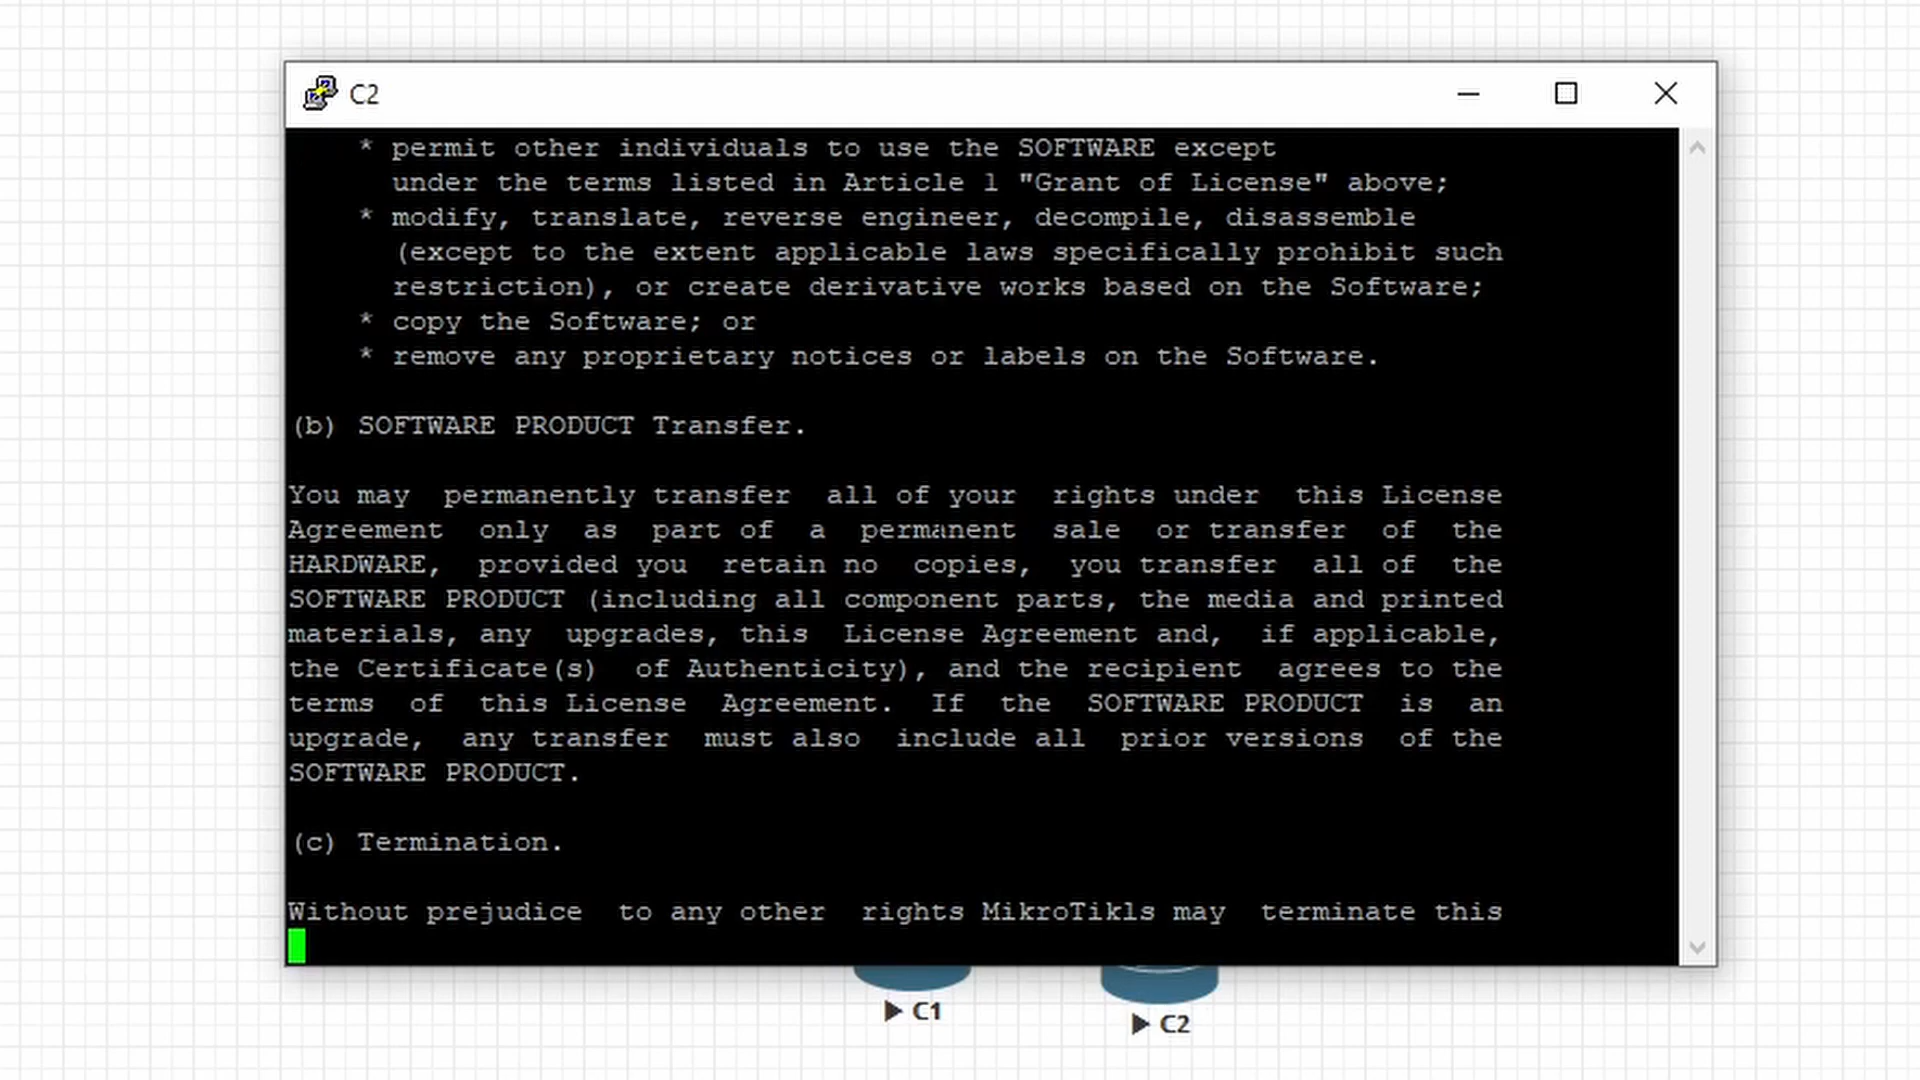 C2
* permit other individuals to use the SOFTWARE except
under the terms listed in Article 1 "Grant of License" above;
* modify, translate, reverse engineer, decompile, disassemble
(except to the extent applicable laws specifically prohibit such
restriction), or create derivative works based on the Software;
* copy the Software; or
* remove any proprietary notices or labels on the Software.
(b) SOFTWARE PRODUCT Transfer.
You may permanently transfer all of your rights under this License
Agreement only as part of a permanent sale or transfer of the
HARDWARE, provided you retain no copies, you transfer all of the
SOFTWARE PRODUCT (including all component parts, the media and printed
materials, any upgrades, this License Agreement and, if applicable,
the Certificate(s) of Authenticity), and the recipient agrees to the
terms of this License Agreement. If the SOFTWARE PRODUCT is an
upgrade, any transfer must also include all prior versions of the
SOFTWARE PRODUCT.
(c) Termination.
Without prejudice to any other rights MikroTikls may terminate this
C1
C2